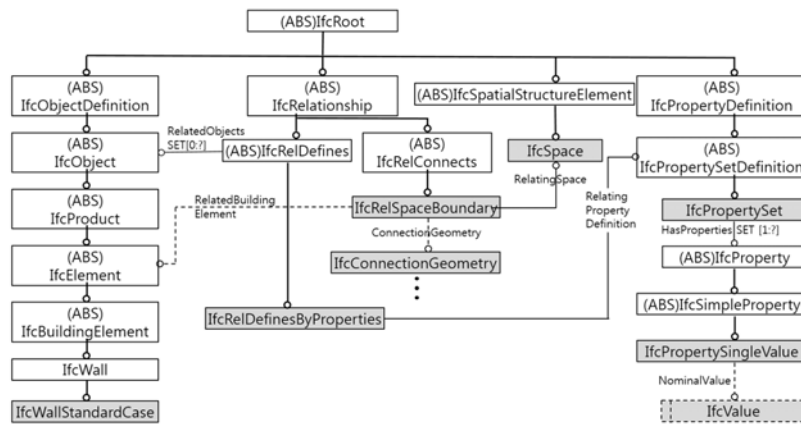 (ABS)IfcRoot
(ABS)
IfcObjectDefinition
(ABS)
IfcRelationship
(ABS)IfcSpatialStructureElement
(ABS)
IfcPropertyDefinition
RelatedObjects
SET[0:?]
(ABS)
IfcObject
(ABS)IfcRelDefines
(ABS)
IfcRelConnects
IfcSpace
(ABS)
IfcPropertySetDefinition
RelatingSpace
Relating
Property
Definition
(ABS)
IfcProduct
RelatedBuilding
Element
IfcRelSpaceBoundary
IfcPropertySet
ConnectionGeometry
HasProperties SET [1:?]
(ABS)
IfcElement
IfcConnectionGeometry
(ABS)IfcProperty
(ABS)
IfcBuildingElement
IfcRelDefinesByProperties
(ABS)IfcSimpleProperty
IfcWall
IfcPropertySingleValue
NominalValue
IfcWallStandardCase
IfcValue